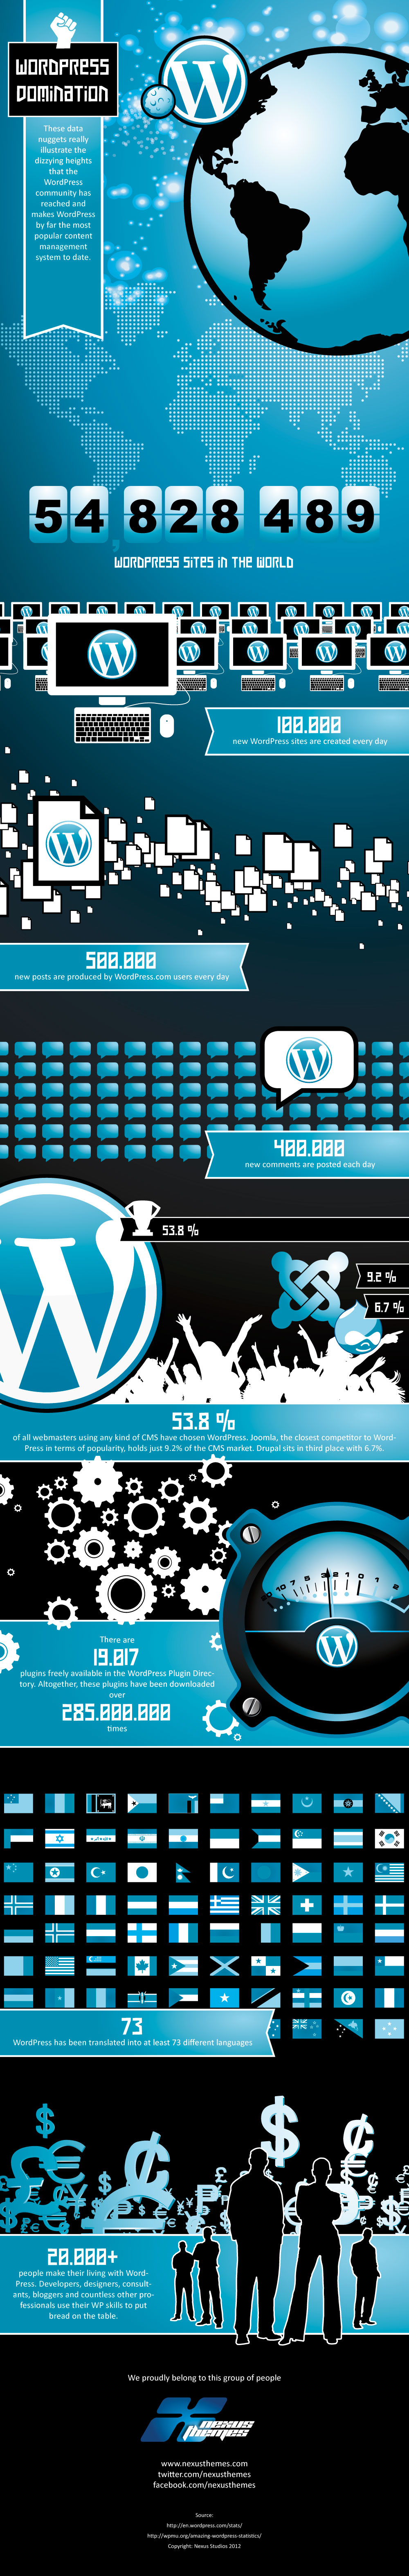 WORDPRESS
DOMINATION
These data
nuggets really
illustrate the
dizzying heights
that the
WordPress
community has
reached and
makes WordPress
by far the most
popular content
management
system to date.
54,828 489
WORDPRESS SITES IN THE WORLD
100.000
new WordPress sites are created every day
500.000
new posts are produced by WordPress.com users every day
400.000
new comments are posted each day
53.8 %
9.2 %
6.7 %
53.8 %
of all webmasters using any kind of CMS have chosen WordPress. Joomla, the closest competitor to Word-
Press in terms of popularity, holds just 9.2% of the CMS market. Drupal sits in third place with 6.7%.
There are
19.017
plugins freely available in the WordPress Plugin Direc-
tory. Altogether, these plugins have been downloaded
over
285.000.000
times
73
WordPress has been translated into at least 73 different languages
20.000+
people make their living with Word-
Press. Developers, designers, consult-
ants, bloggers and countless other pro-
fessionals use their WP skills to put
bread on the table.
We proudly belong to this group of people
nexus
themes
www.nexusthemes.com
twitter.com/nexusthemes
facebook.com/nexusthemes
Source:
http://en.wordpress.com/stats/
http://wpmu.org/amazing-wordpress-statistics/
Copyright: Nexus Studios 2012